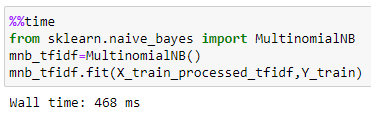 %%time
from sklearn.naive_bayes import MultinomialNB
mnb_tfidf=MultinomialNB()
mnb_tfidf.fit(X_train_processed_tfidf,Y_train)
Wall time: 468 ms